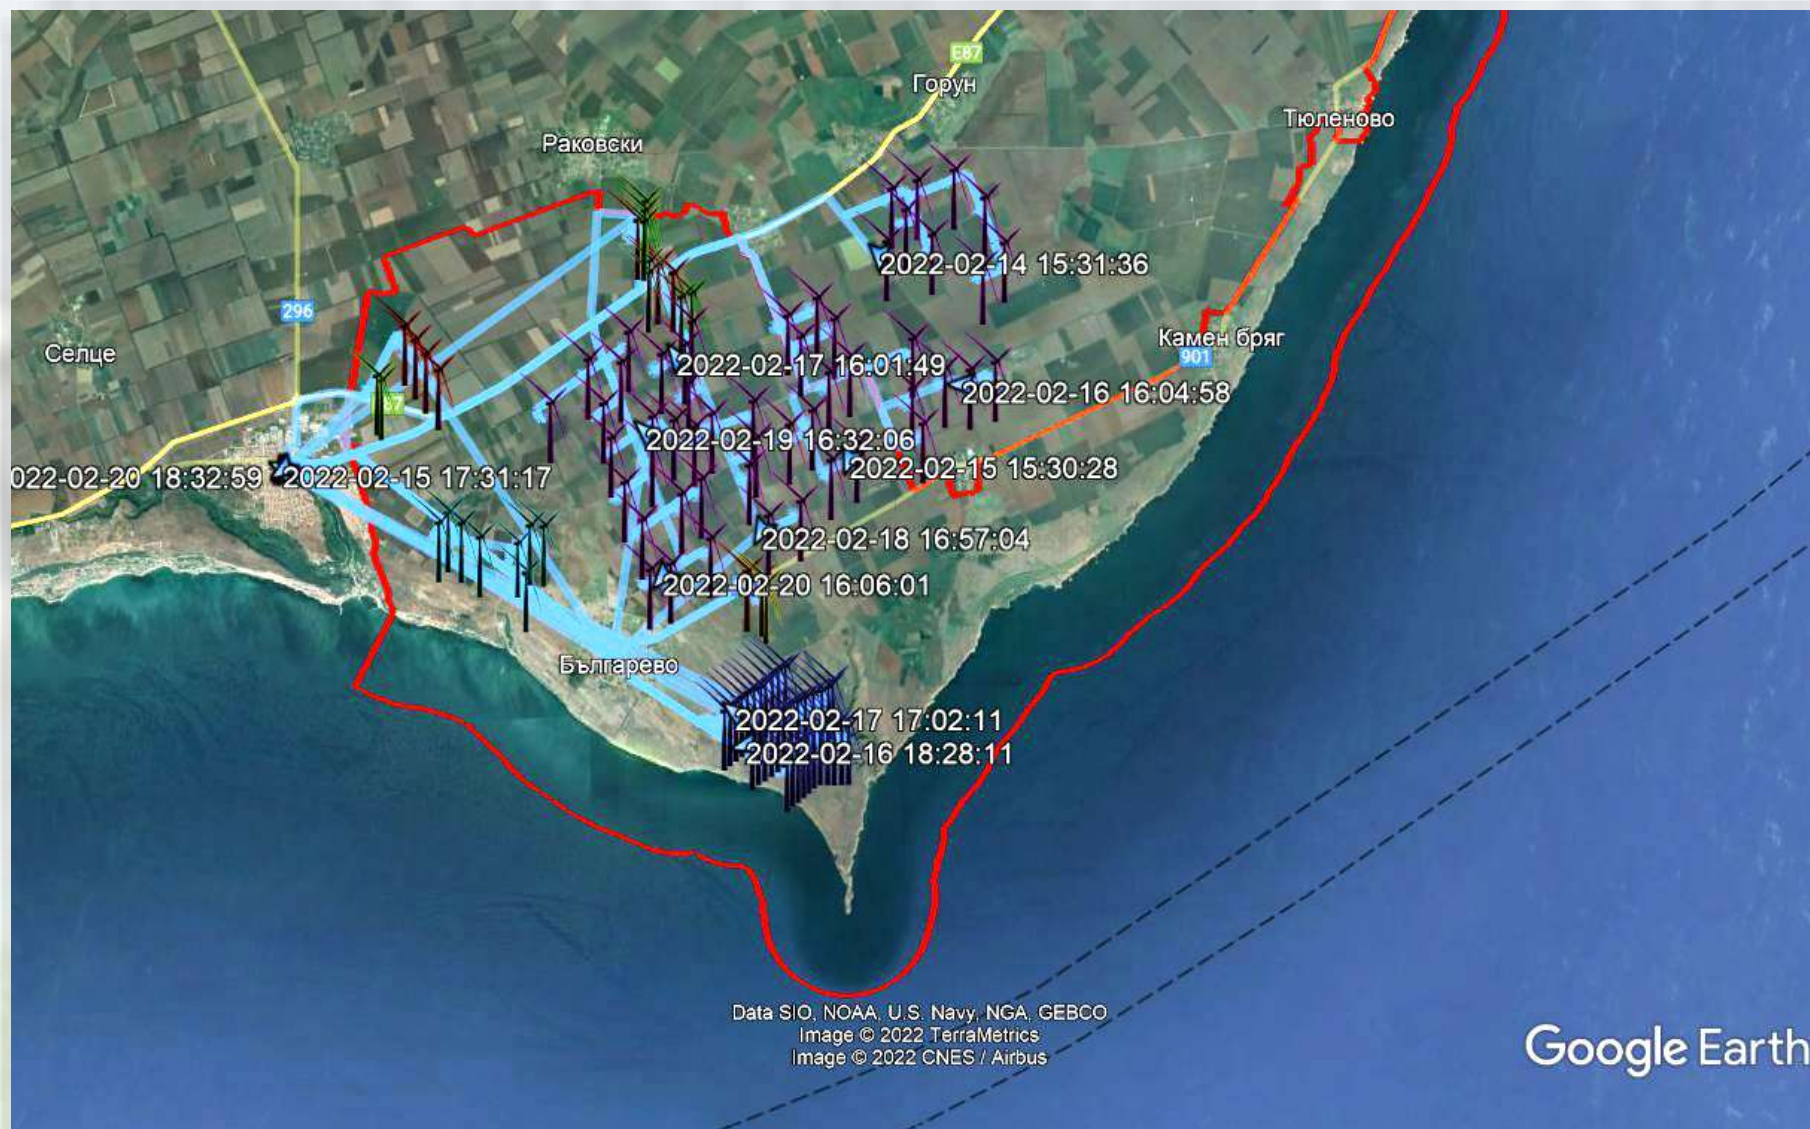 E87
Горун
Тюленово
Раковски
2022-02-14 15:31:36
296
Камен бряг
Селце
901
2022-02-17 16:01:49
2022-02-16 16:04:58
87
2022-02-19 16:32:06
2022-02-15 15:30:28
022-02-20 18:32:59
2022-02-15 17:31:17
2022-02-18 16:57:04
2022-02-20 16:06:01
Българево
2022-02-17 17:02:11
2022-02-16 18:28:11
Data SIO, NOAA, U.S. Navy, NGA, GEBCO
Image © 2022 TerraMetrics
Image © 2022 CNES / Airbus
Google Earth